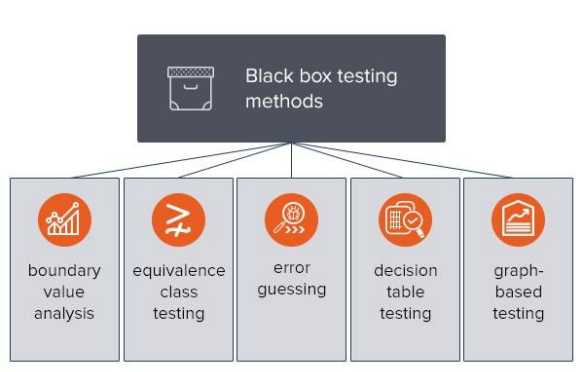 Black box testing
methods
boundary
value
analysis
equivalence
class
testing
error
guessing
decision
table
testing
graph-
based
testing